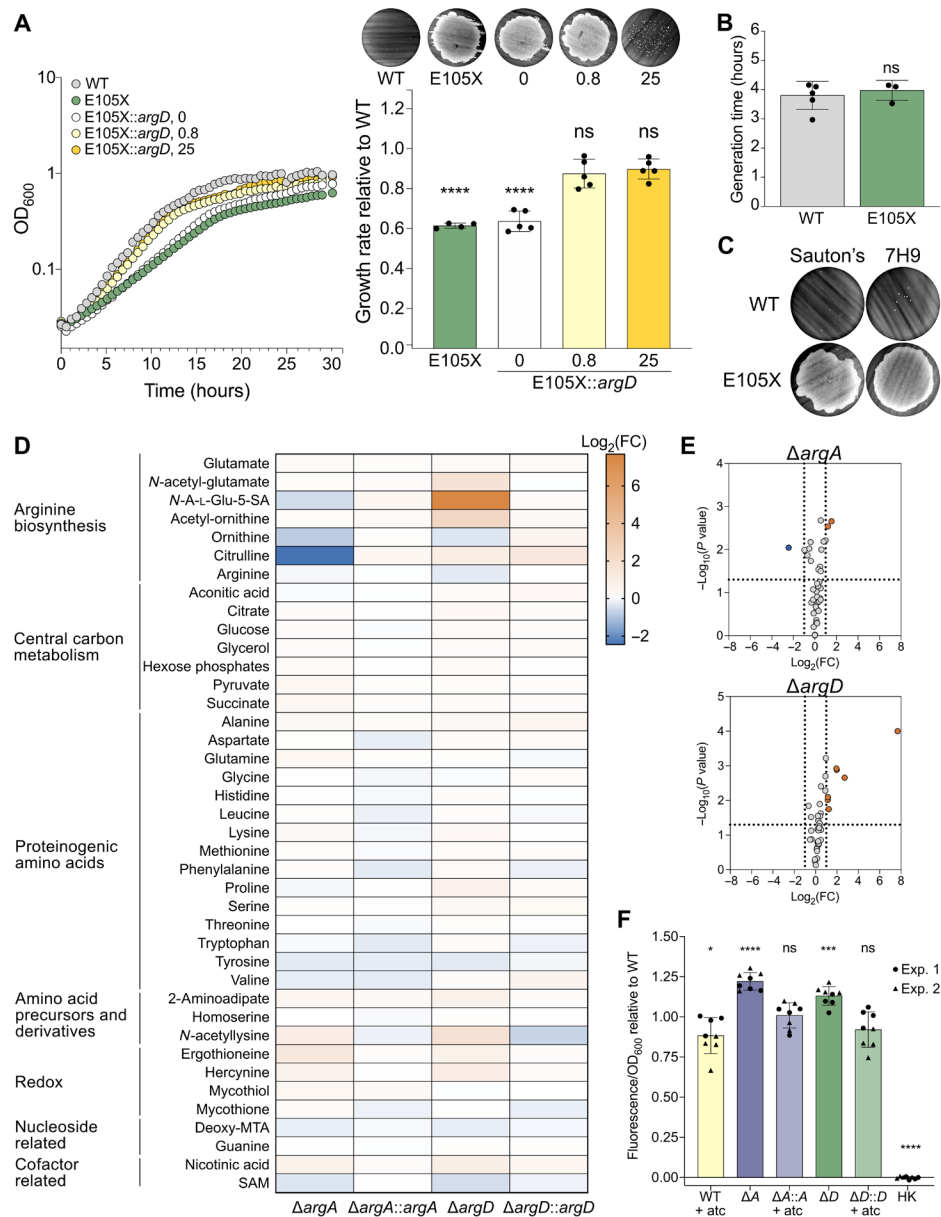 A
WT
E105X
0
0.8
25
WT
E105X
E105X::argD, 0
E105X::argD, 0.8
E105X::argD, 25
10
1
0.1
OD600
0
5
10
15
20
25
30
Time (hours)
Growth rate relative to WT
1.2
1.0
0.8
0.6
0.4
0.2
0.0
****
****
ns
ns
E105X
0
0.8
25
E105X::argD
B
Generation time (hours)
6
5
4
3
2
1
0
ns
WT
E105X
C
Sauton's
7H9
WT
E105X
D
Log2(FC)
6
4
2
0
−2
Arginine
biosynthesis
Glutamate
N-acetyl-glutamate
N-A-L-Glu-5-SA
Acetyl-ornithine
Ornithine
Citrulline
Arginine
Central carbon
metabolism
Aconitic acid
Citrate
Glucose
Glycerol
Hexose phosphates
Pyruvate
Succinate
Proteinogenic
amino acids
Alanine
Aspartate
Glutamine
Glycine
Histidine
Leucine
Lysine
Methionine
Phenylalanine
Proline
Serine
Threonine
Tryptophan
Tyrosine
Valine
Amino acid
precursors and
derivatives
2-Aminoadipate
Homoserine
N-acetyllysine
Redox
Ergothioneine
Hercynine
Mycothiol
Mycothione
Nucleoside
related
Deoxy-MTA
Guanine
Cofactor
related
Nicotinic acid
SAM
ΔargA
ΔargA::argA
ΔargD
ΔargD::argD
E
ΔargA
−Log10(P value)
4
3
2
1
0
−8
−6
−4
−2
0
2
4
6
8
Log2(FC)
ΔargD
−Log10(P value)
5
4
3
2
1
0
−8
−6
−4
−2
0
2
4
6
8
Log2(FC)
F
Fluorescence/OD600 relative to WT
1.50
1.25
1.00
0.75
0.50
0.25
0.00
*
****
ns
***
ns
****
Exp. 1
Exp. 2
WT
+ atc
ΔA
ΔA::A
+ atc
ΔD
ΔD::D
+ atc
HK